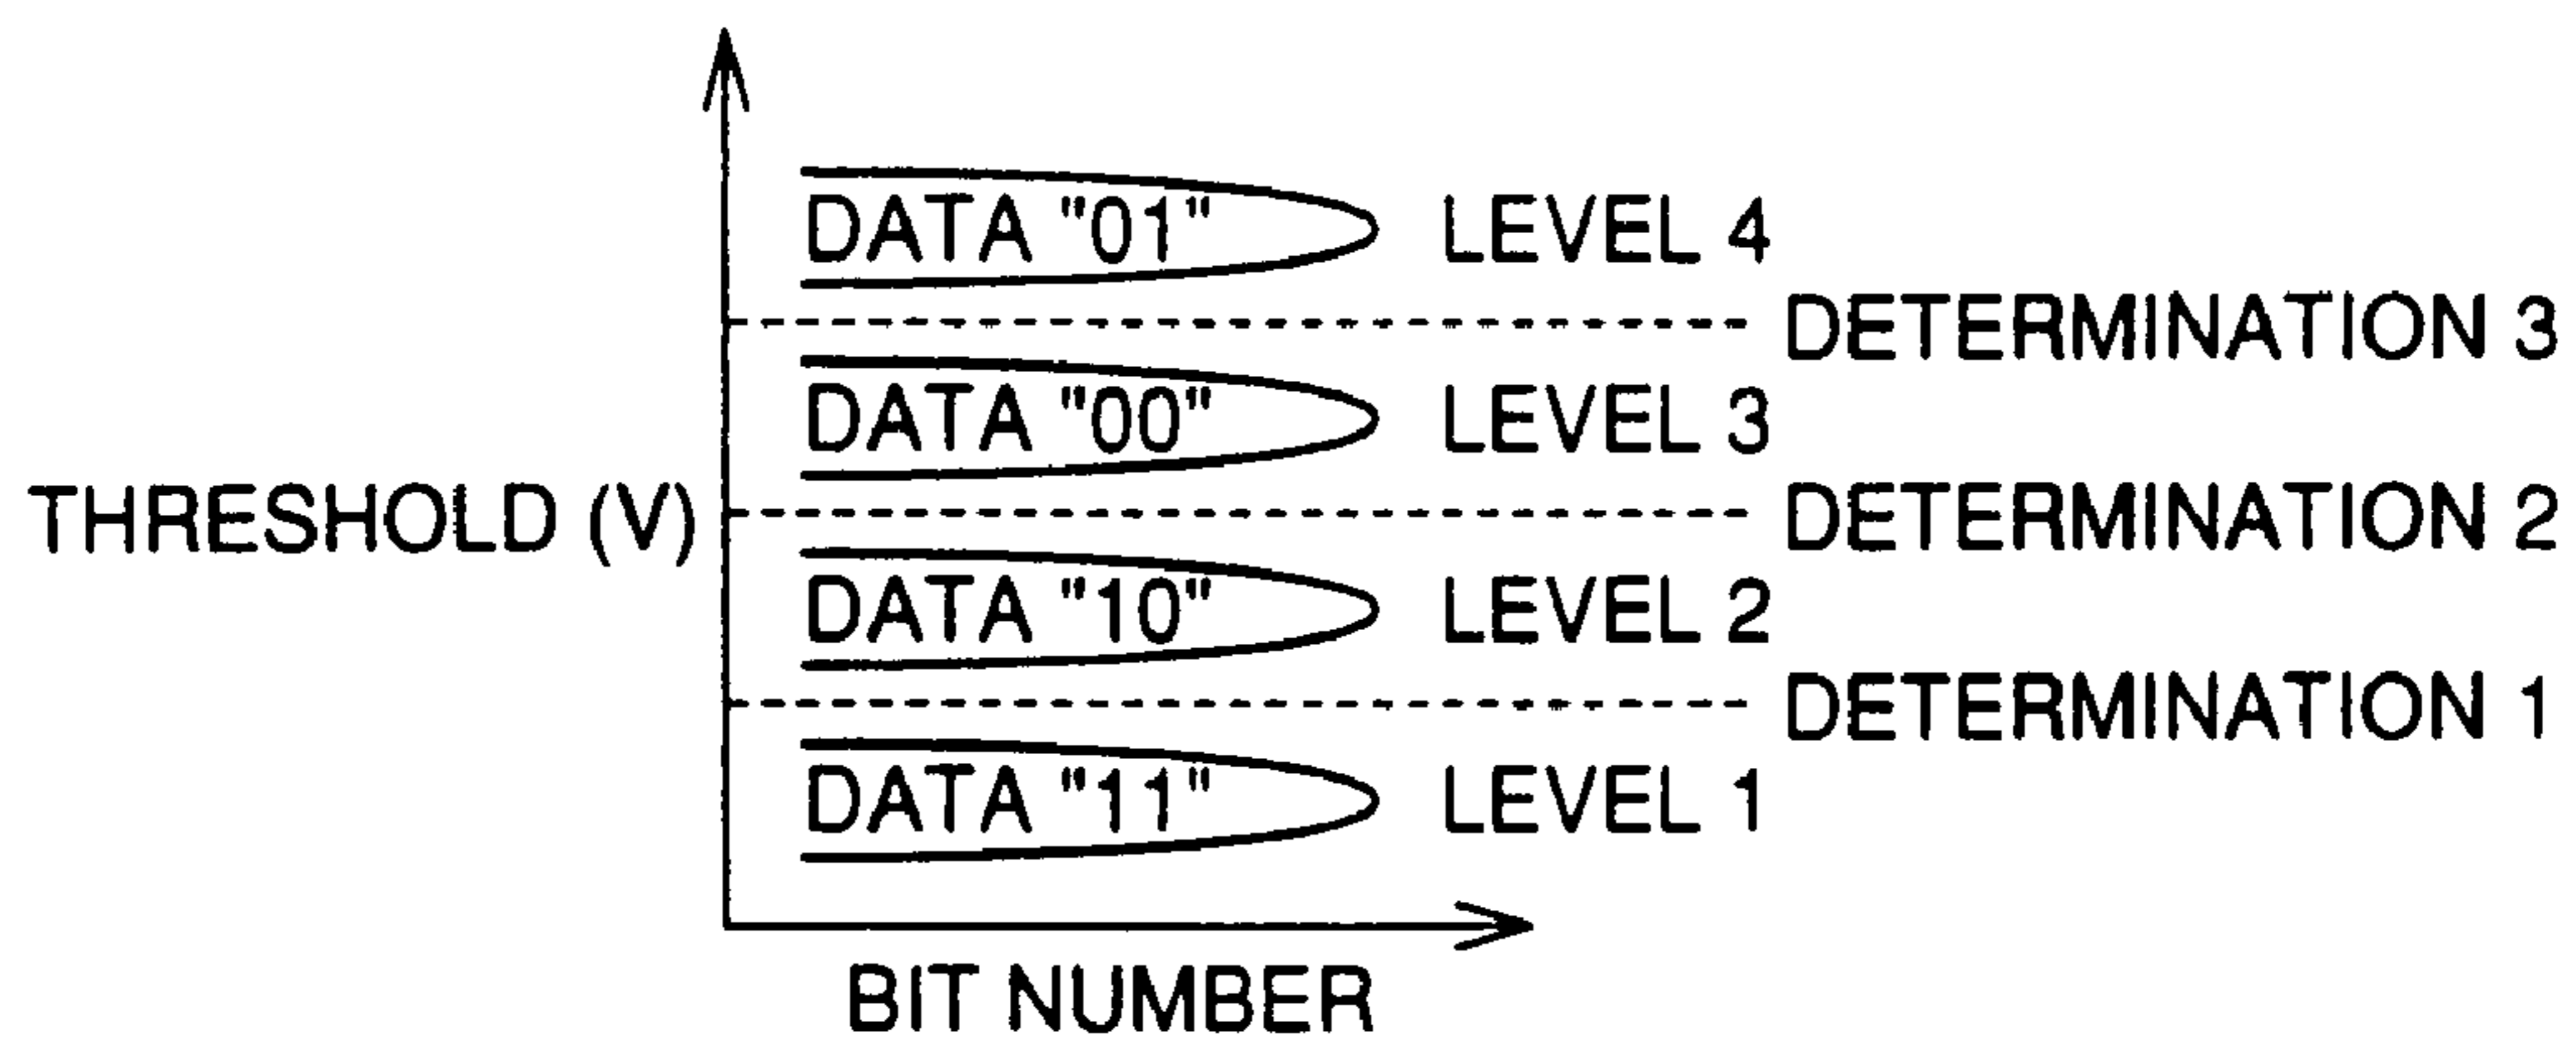 DATA "01" LEVEL 4
DETERMINATION 3
DATA "00" LEVEL 3
THRESHOLD (V) DETERMINATION 2
DATA "10" LEVEL 2
DETERMINATION 1
DATA "11" LEVEL 1
BIT NUMBER